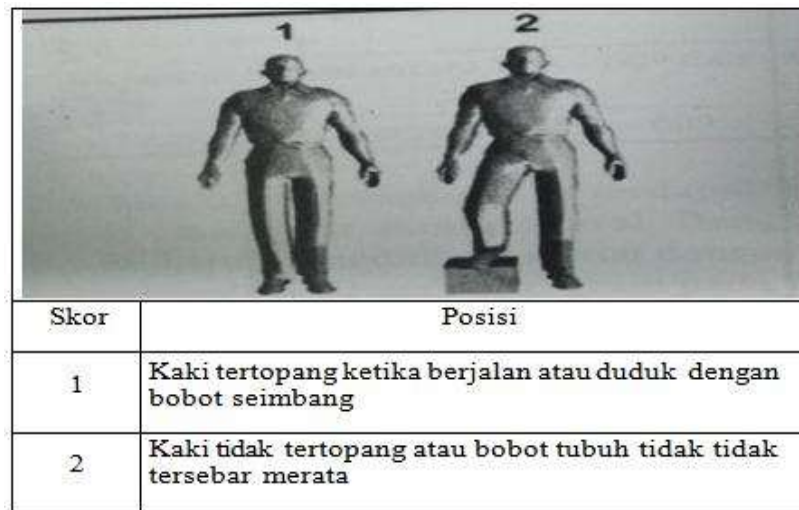 1 2
Skor Posisi
1 Kaki tertopang ketika berjalan atau duduk dengan
bobot seimbang
2 Kaki tidak tertopang atau bobot tubuh tidak tidak
tersebar merata